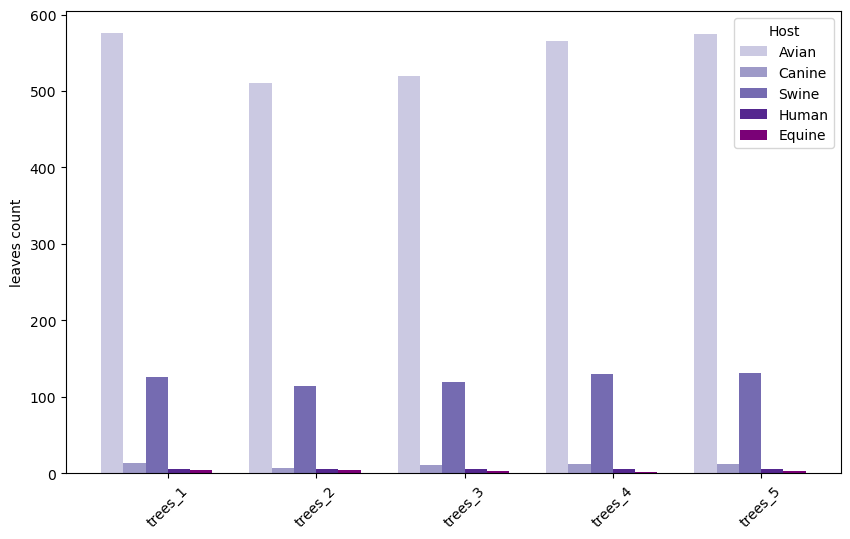 600
500
400
300
200
100
0
leaves count
trees_1
trees_2
trees_3
trees_4
trees_5
Host
Avian
Canine
Swine
Human
Equine